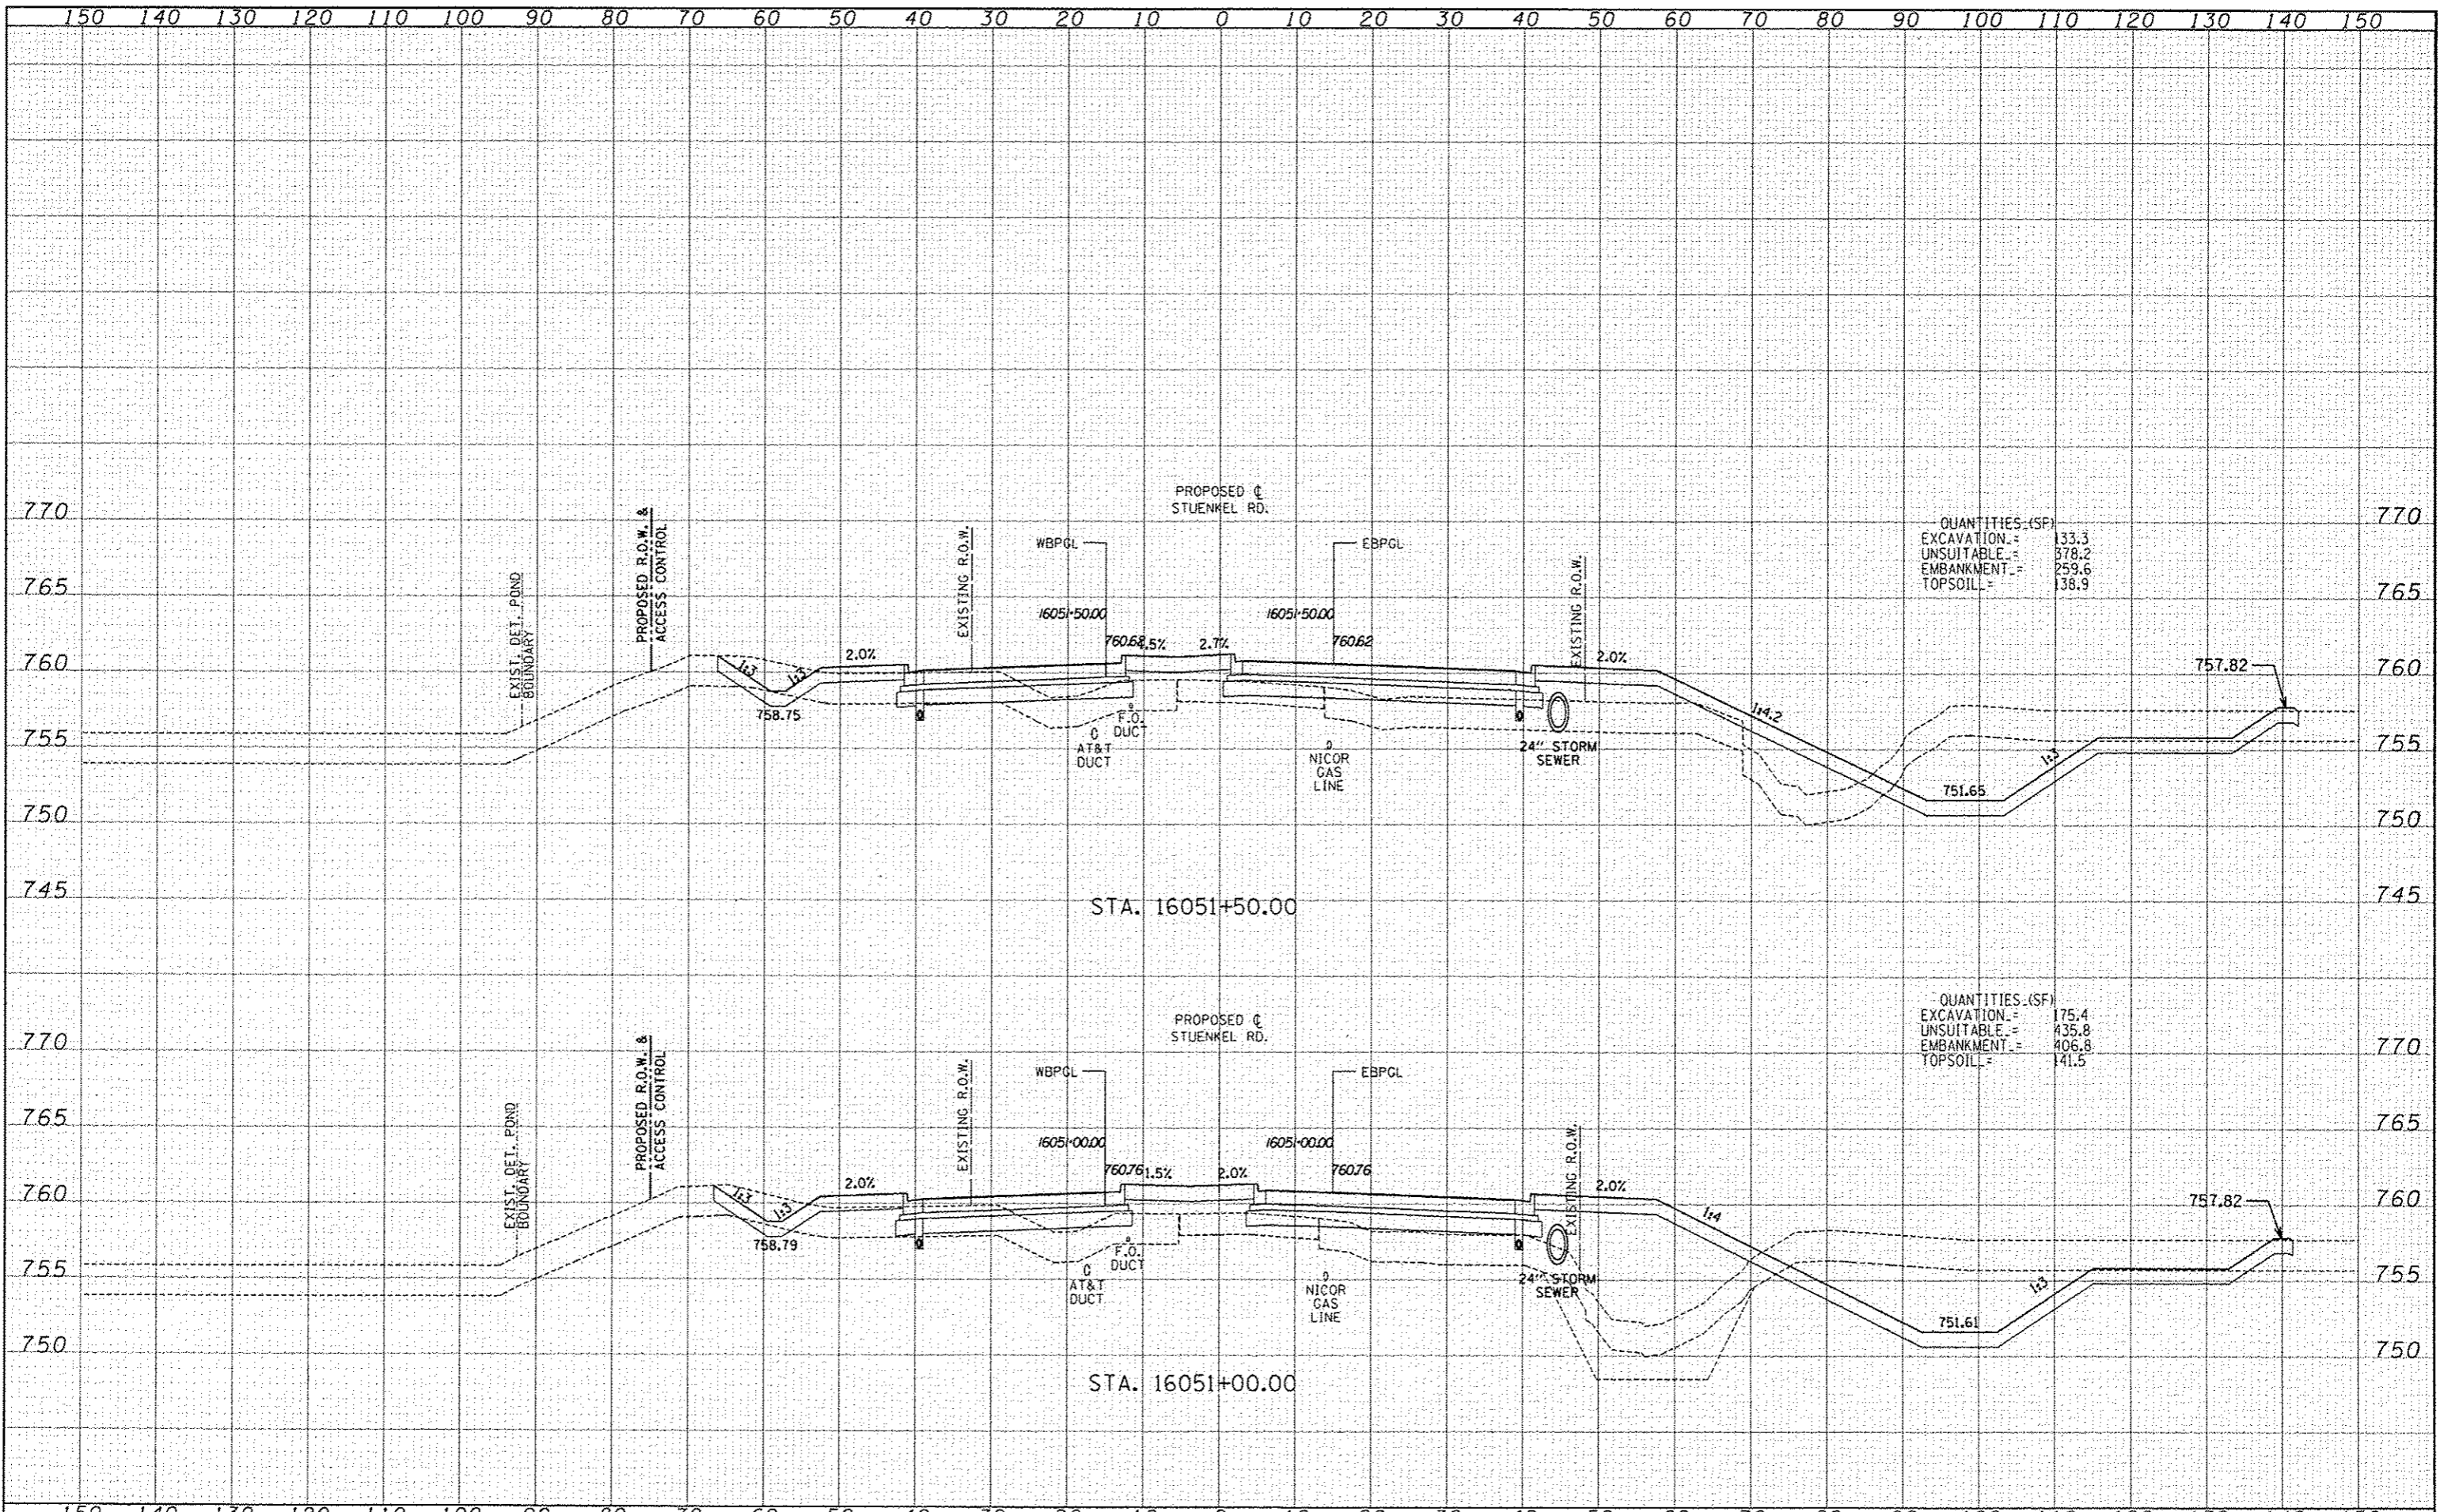 150 140 130 120 110 100 90 80 70 60 50 40 30 20 10 0 10 20 30 40 50 60 70 80 90 100 110 120 130 140 150
PROPOSED ℄
STUENKEL RD.
770 770
QUANTITIES (SF)
EXCAVATION = 133.3
UNSUITABLE = 378.2
EMBANKMENT = 259.6
TOPSOIL = 138.9
WBPGL
EBPGL
EXIST. DET. POND
BOUNDARY
PROPOSED R.O.W. &
ACCESS CONTROL
EXISTING R.O.W.
EXISTING R.O.W.
765 765
16051+50.00
16051+50.00
760.62
2.7%
2.0%
2.0%
760 760
757.82
1:3
1:3
758.75
F.O.
DUCT
AT&T
DUCT
NICOR
GAS
LINE
24" STORM
SEWER
1:4.2
1:3
755 755
751.65
750 750
745 745
STA. 16051+50.00
QUANTITIES (SF)
EXCAVATION = 175.4
UNSUITABLE = 435.8
EMBANKMENT = 406.8
TOPSOIL = 141.5
PROPOSED ℄
STUENKEL RD.
770 770
WBPGL
EBPGL
EXIST. DET. POND
BOUNDARY
PROPOSED R.O.W. &
ACCESS CONTROL
EXISTING R.O.W.
EXISTING R.O.W.
765 765
16051+00.00
16051+00.00
760.76
1.5%
2.0%
760.76
2.0%
2.0%
760 760
757.82
1:3
1:3
758.79
F.O.
DUCT
AT&T
DUCT
NICOR
GAS
LINE
24" STORM
SEWER
1:4
1:3
755 755
751.61
750 750
STA. 16051+00.00